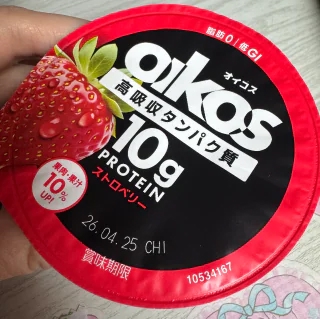 脂肪0 低GI
oikos
オイコス
高吸収タンパク質
10g
PROTEIN
ストロベリー
果肉・果汁
10%
UP!
26.04.25 CHI
賞味期限
10534167